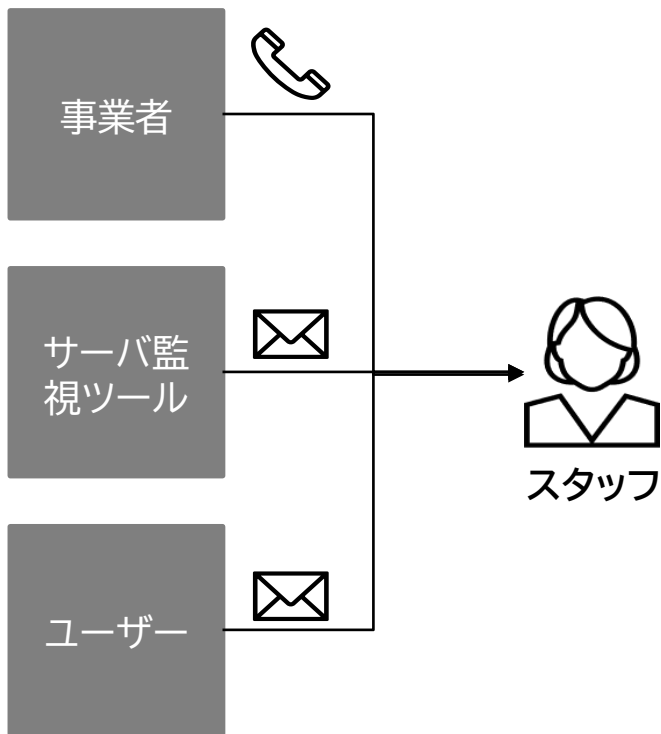 事業者
サーバ監
視ツール
スタッフ
ユーザー